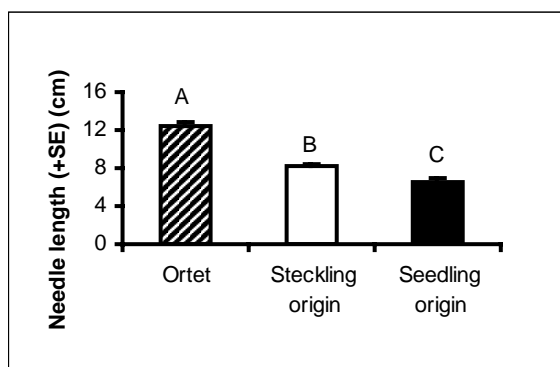 Needle length (+SE) (cm)
16
12
8
4
0
A
B
C
Ortet
Steckling
origin
Seedling
origin